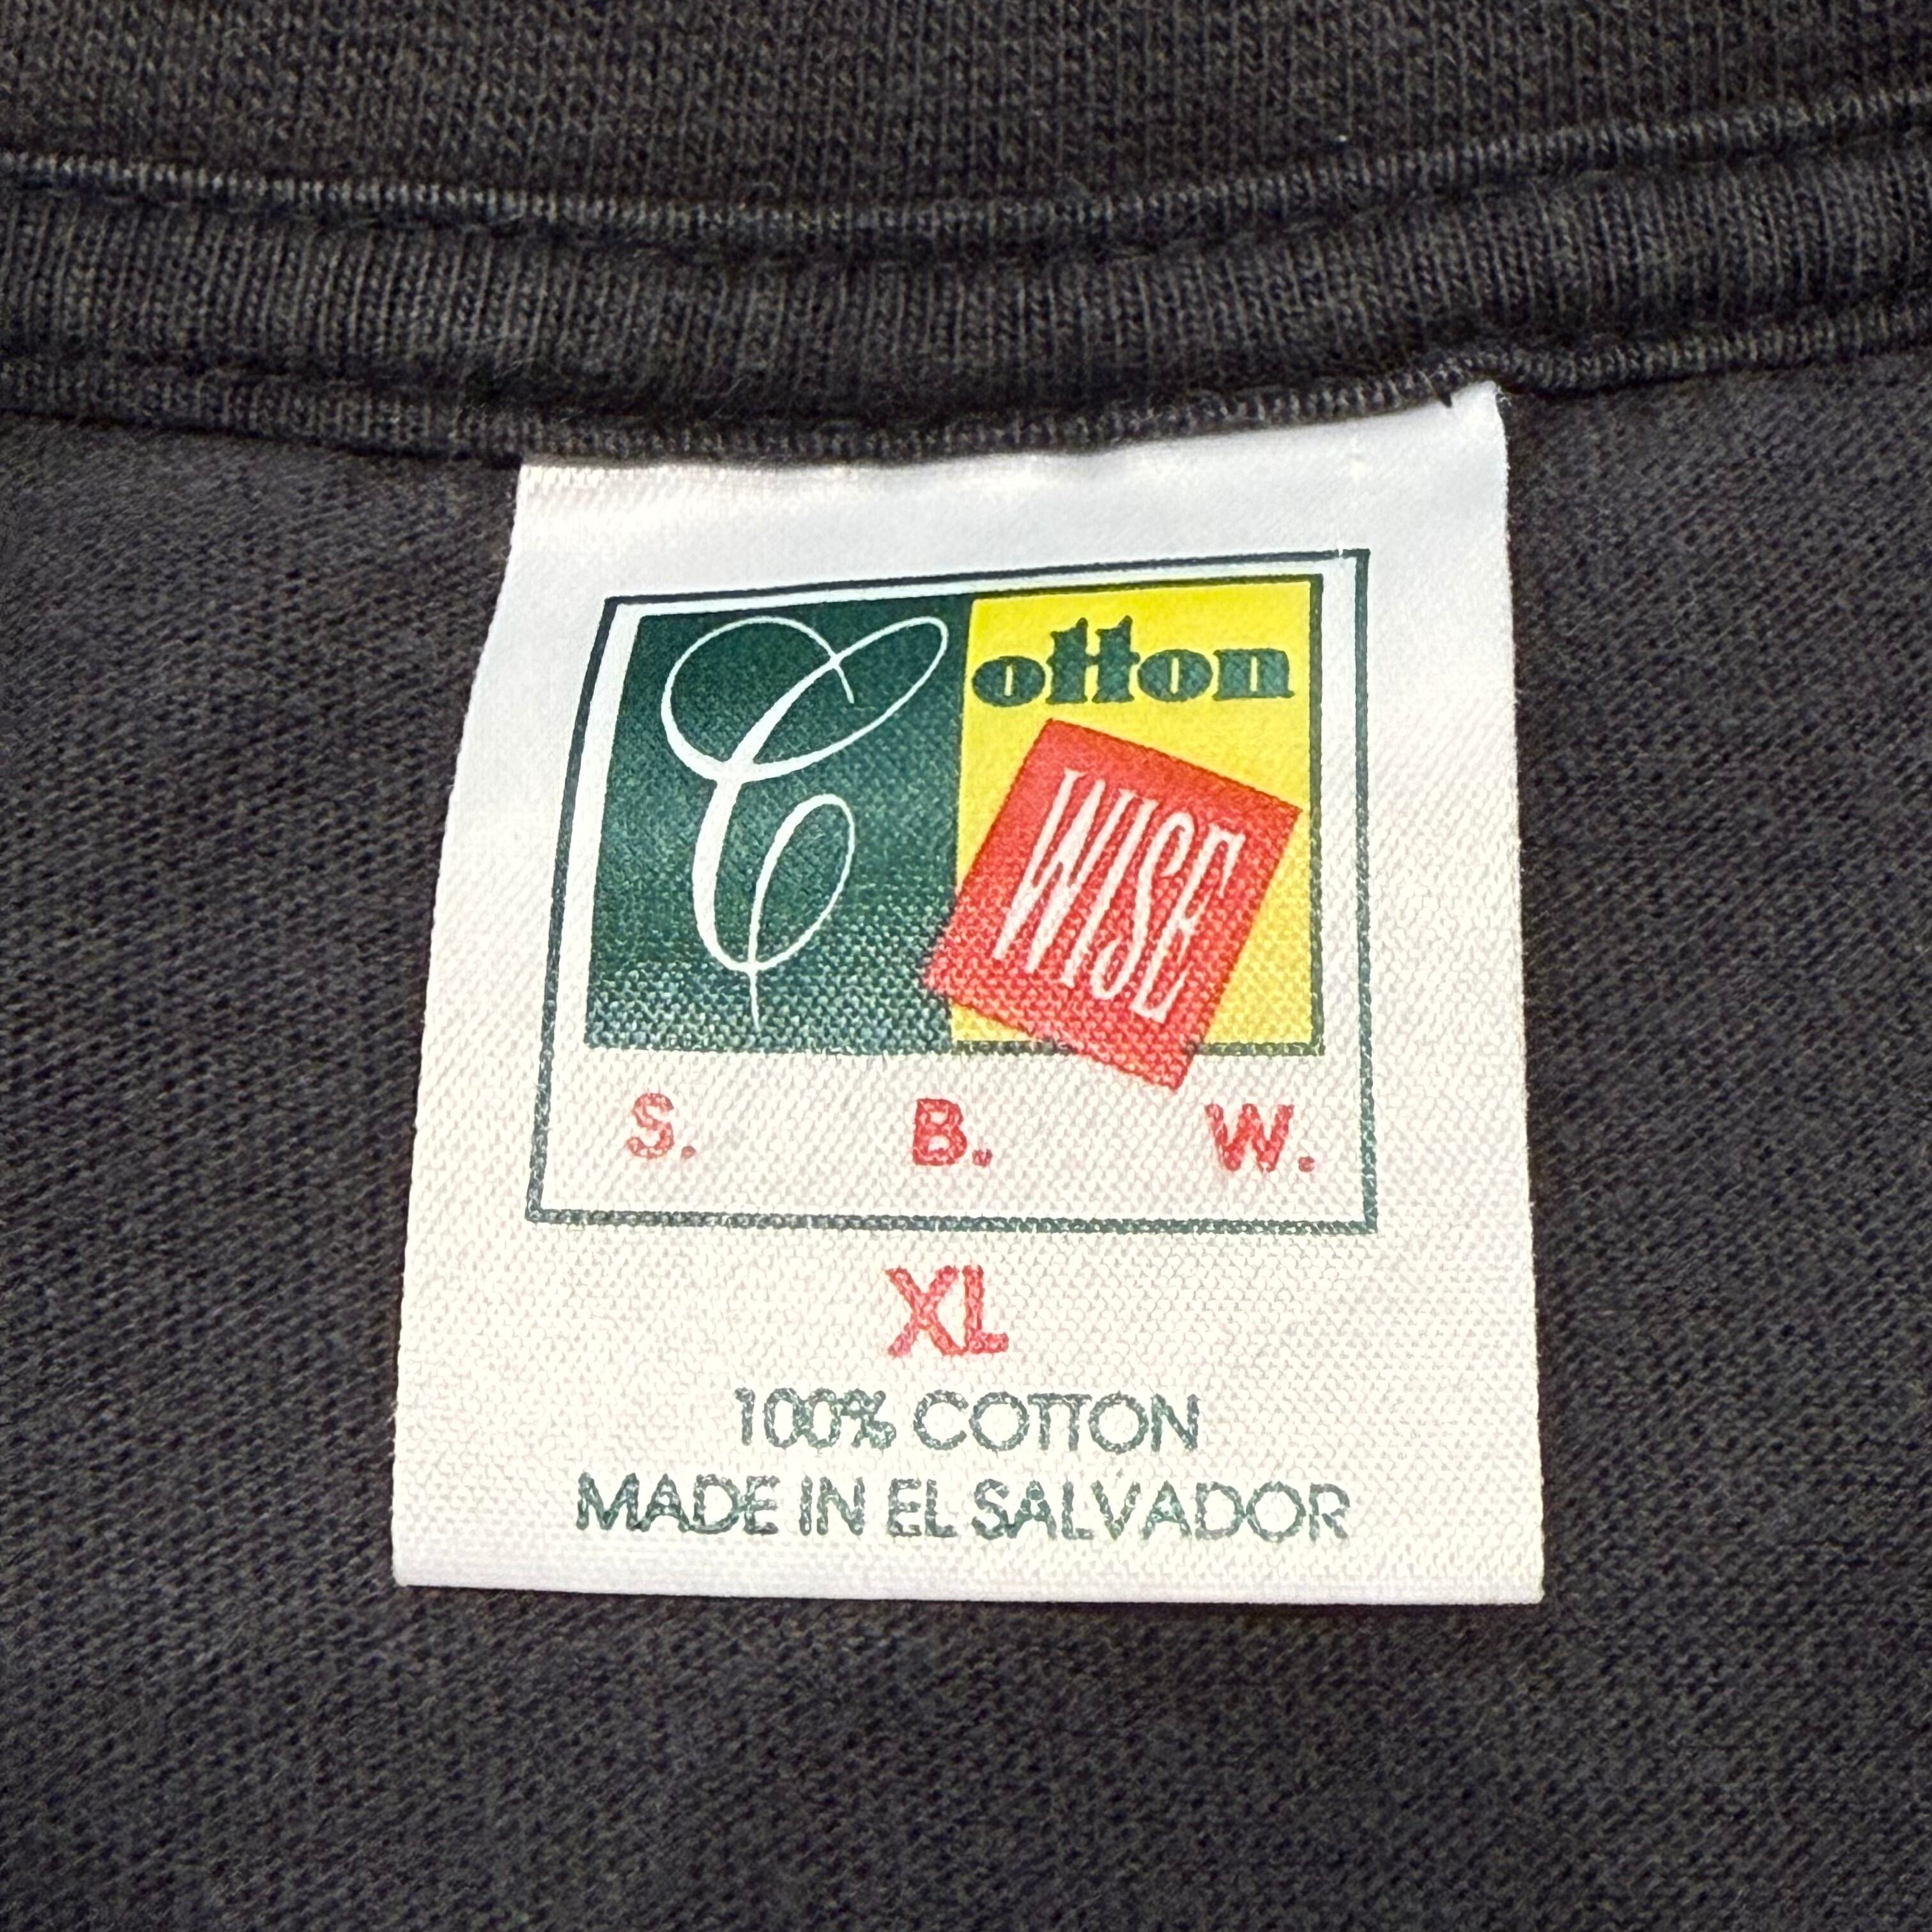 Cotton
WISE
S. B. W.
XL
100% COTTON
MADE IN EL SALVADOR